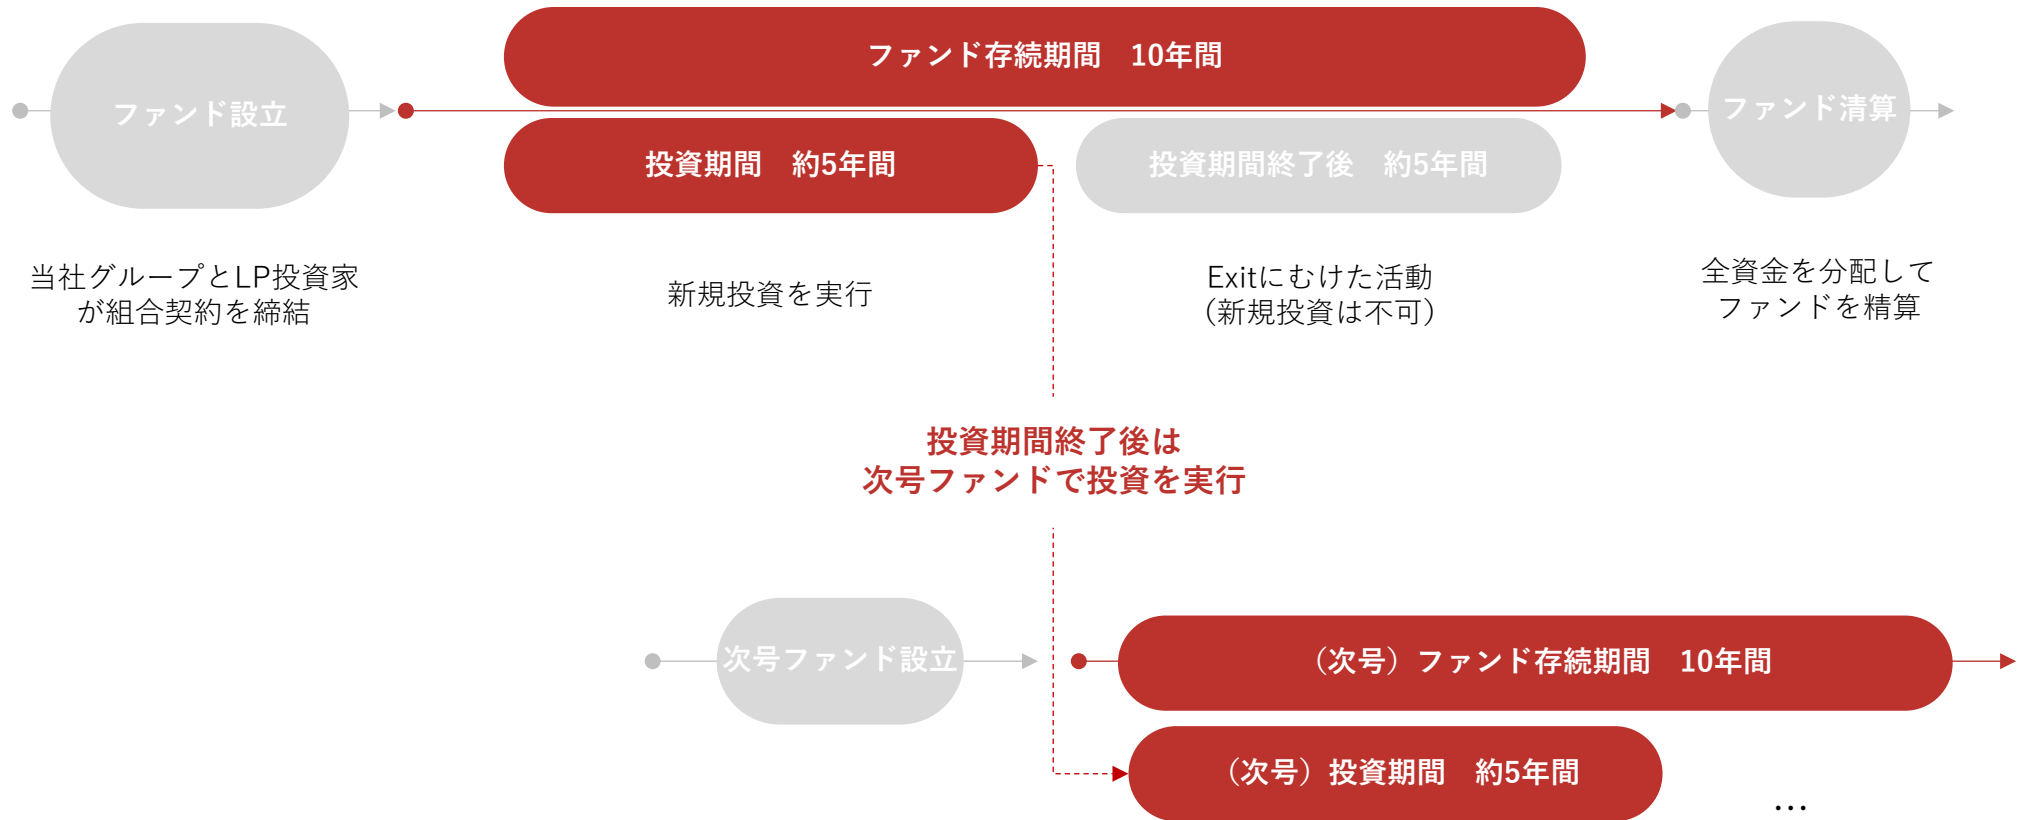 ファンド存続期間　10年間
ファンド設立
ファンド清算
投資期間　約5年間
投資期間終了後　約5年間
当社グループとLP投資家
が組合契約を締結
新規投資を実行
Exitにむけた活動
（新規投資は不可）
全資金を分配して
ファンドを精算
投資期間終了後は
次号ファンドで投資を実行
次号ファンド設立
（次号）ファンド存続期間　10年間
（次号）投資期間　約5年間
…